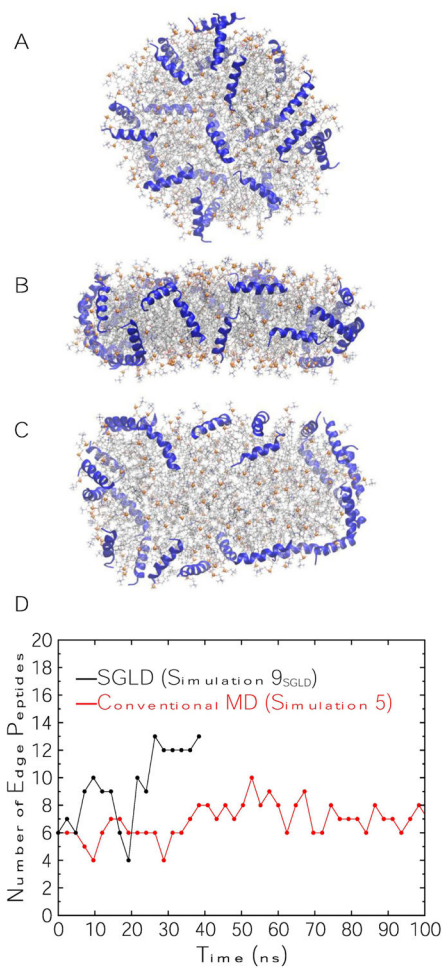 A
B
C
D
20
18
16
14
12
10
8
6
4
2
0
SGLD (Simulation 9SGLD)
Conventional MD (Simulation 5)
Number of Edge Peptides
0 10 20 30 40 50 60 70 80 90 100
Time (ns)